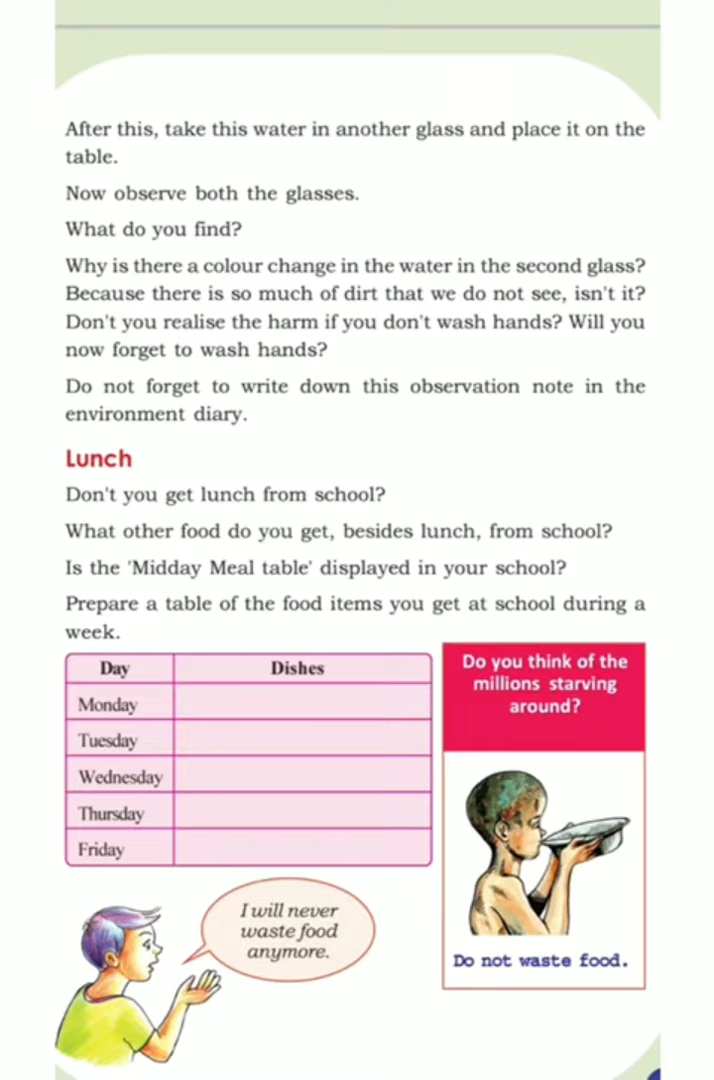 After this, take this water in another glass and place it on the
table.
Now observe both the glasses.
What do you find?
Why is there a colour change in the water in the second glass?
Because there is so much of dirt that we do not see, isn't it?
Don't you realise the harm if you don't wash hands? Will you
now forget to wash hands?
Do not forget to write down this observation note in the
environment diary.
Lunch
Don't you get lunch from school?
What other food do you get, besides lunch, from school?
Is the 'Midday Meal table' displayed in your school?
Prepare a table of the food items you get at school during a
week.
Day Dishes
Monday
Tuesday
Wednesday
Thursday
Friday
Do you think of the
millions starving
around?
Do not waste food.
I will never
waste food
anymore.